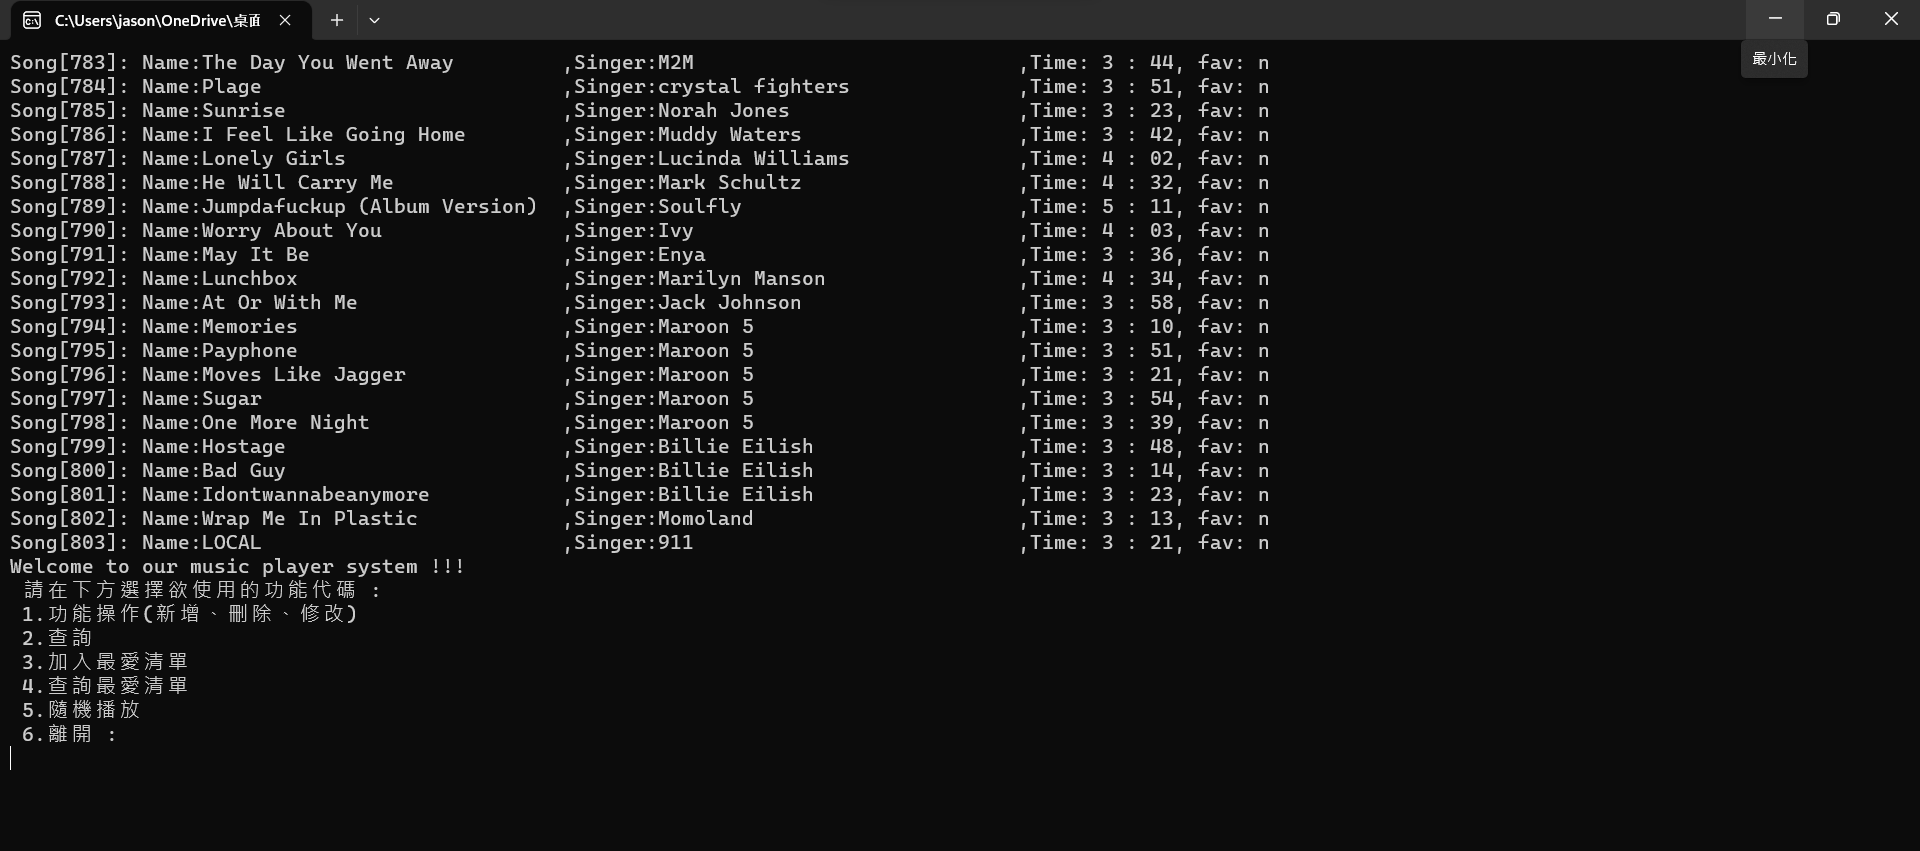 C:\Users\jason\OneDrive\桌面
最小化
Song[783]: Name:The Day You Went Away ,Singer:M2M ,Time: 3 : 44, fav: n
Song[784]: Name:Plage ,Singer:crystal fighters ,Time: 3 : 51, fav: n
Song[785]: Name:Sunrise ,Singer:Norah Jones ,Time: 3 : 23, fav: n
Song[786]: Name:I Feel Like Going Home ,Singer:Muddy Waters ,Time: 3 : 42, fav: n
Song[787]: Name:Lonely Girls ,Singer:Lucinda Williams ,Time: 4 : 02, fav: n
Song[788]: Name:He Will Carry Me ,Singer:Mark Schultz ,Time: 4 : 32, fav: n
Song[789]: Name:Jumpdafuckup (Album Version) ,Singer:Soulfly ,Time: 5 : 11, fav: n
Song[790]: Name:Worry About You ,Singer:Ivy ,Time: 4 : 03, fav: n
Song[791]: Name:May It Be ,Singer:Enya ,Time: 3 : 36, fav: n
Song[792]: Name:Lunchbox ,Singer:Marilyn Manson ,Time: 4 : 34, fav: n
Song[793]: Name:At Or With Me ,Singer:Jack Johnson ,Time: 3 : 58, fav: n
Song[794]: Name:Memories ,Singer:Maroon 5 ,Time: 3 : 10, fav: n
Song[795]: Name:Payphone ,Singer:Maroon 5 ,Time: 3 : 51, fav: n
Song[796]: Name:Moves Like Jagger ,Singer:Maroon 5 ,Time: 3 : 21, fav: n
Song[797]: Name:Sugar ,Singer:Maroon 5 ,Time: 3 : 54, fav: n
Song[798]: Name:One More Night ,Singer:Maroon 5 ,Time: 3 : 39, fav: n
Song[799]: Name:Hostage ,Singer:Billie Eilish ,Time: 3 : 48, fav: n
Song[800]: Name:Bad Guy ,Singer:Billie Eilish ,Time: 3 : 14, fav: n
Song[801]: Name:Idontwannabeanymore ,Singer:Billie Eilish ,Time: 3 : 23, fav: n
Song[802]: Name:Wrap Me In Plastic ,Singer:Momoland ,Time: 3 : 13, fav: n
Song[803]: Name:LOCAL ,Singer:911 ,Time: 3 : 21, fav: n
Welcome to our music player system !!!
請在下方選擇欲使用的功能代碼 :
1.功能操作(新增、刪除、修改)
2.查詢
3.加入最愛清單
4.查詢最愛清單
5.隨機播放
6.離開 :